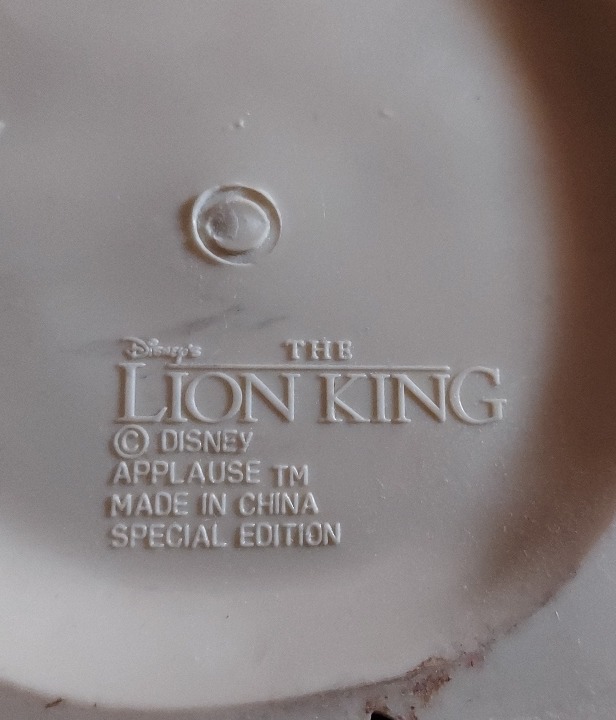 Disney's THE
LION KING
© DISNEY
APPLAUSE TM
MADE IN CHINA
SPECIAL EDITION